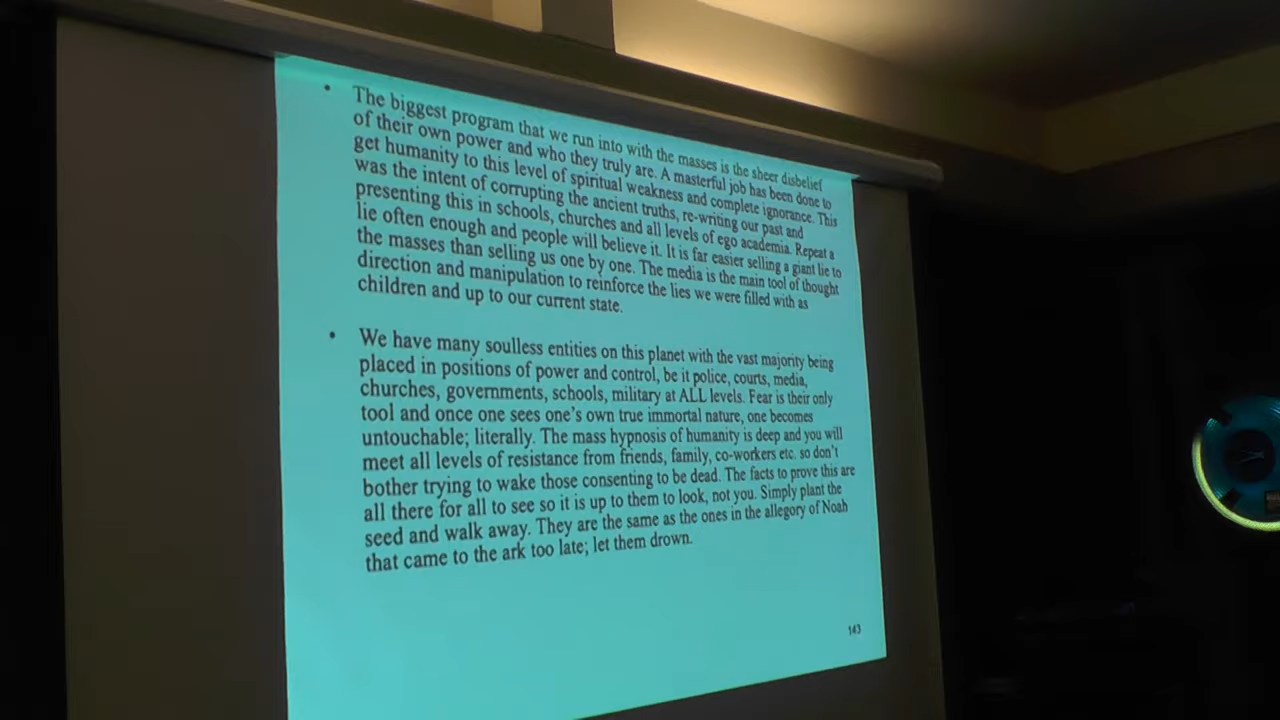 • The biggest program that we run into with the masses is the sheer disbelief
of their own power and who they truly are. A masterful job has been done to
get humanity to this level of spiritual weakness and complete ignorance. This
was the intent of corrupting the ancient truths, re-writing our past and
presenting this in schools, churches and all levels of ego academia. Repeat a
lie often enough and people will believe it. It is far easier selling a giant lie to
the masses than selling us one by one. The media is the main tool of thought
direction and manipulation to reinforce the lies we were filled with as
children and up to our current state.
• We have many soulless entities on this planet with the vast majority being
placed in positions of power and control, be it police, courts, media,
churches, governments, schools, military at ALL levels. Fear is their only
tool and once one sees one's own true immortal nature, one becomes
untouchable; literally. The mass hypnosis of humanity is deep and you will
meet all levels of resistance from friends, family, co-workers etc. so don't
bother trying to wake those consenting to be dead. The facts to prove this are
all there for all to see so it is up to them to look, not you. Simply plant the
seed and walk away. They are the same as the ones in the allegory of Noah
that came to the ark too late; let them drown.
143